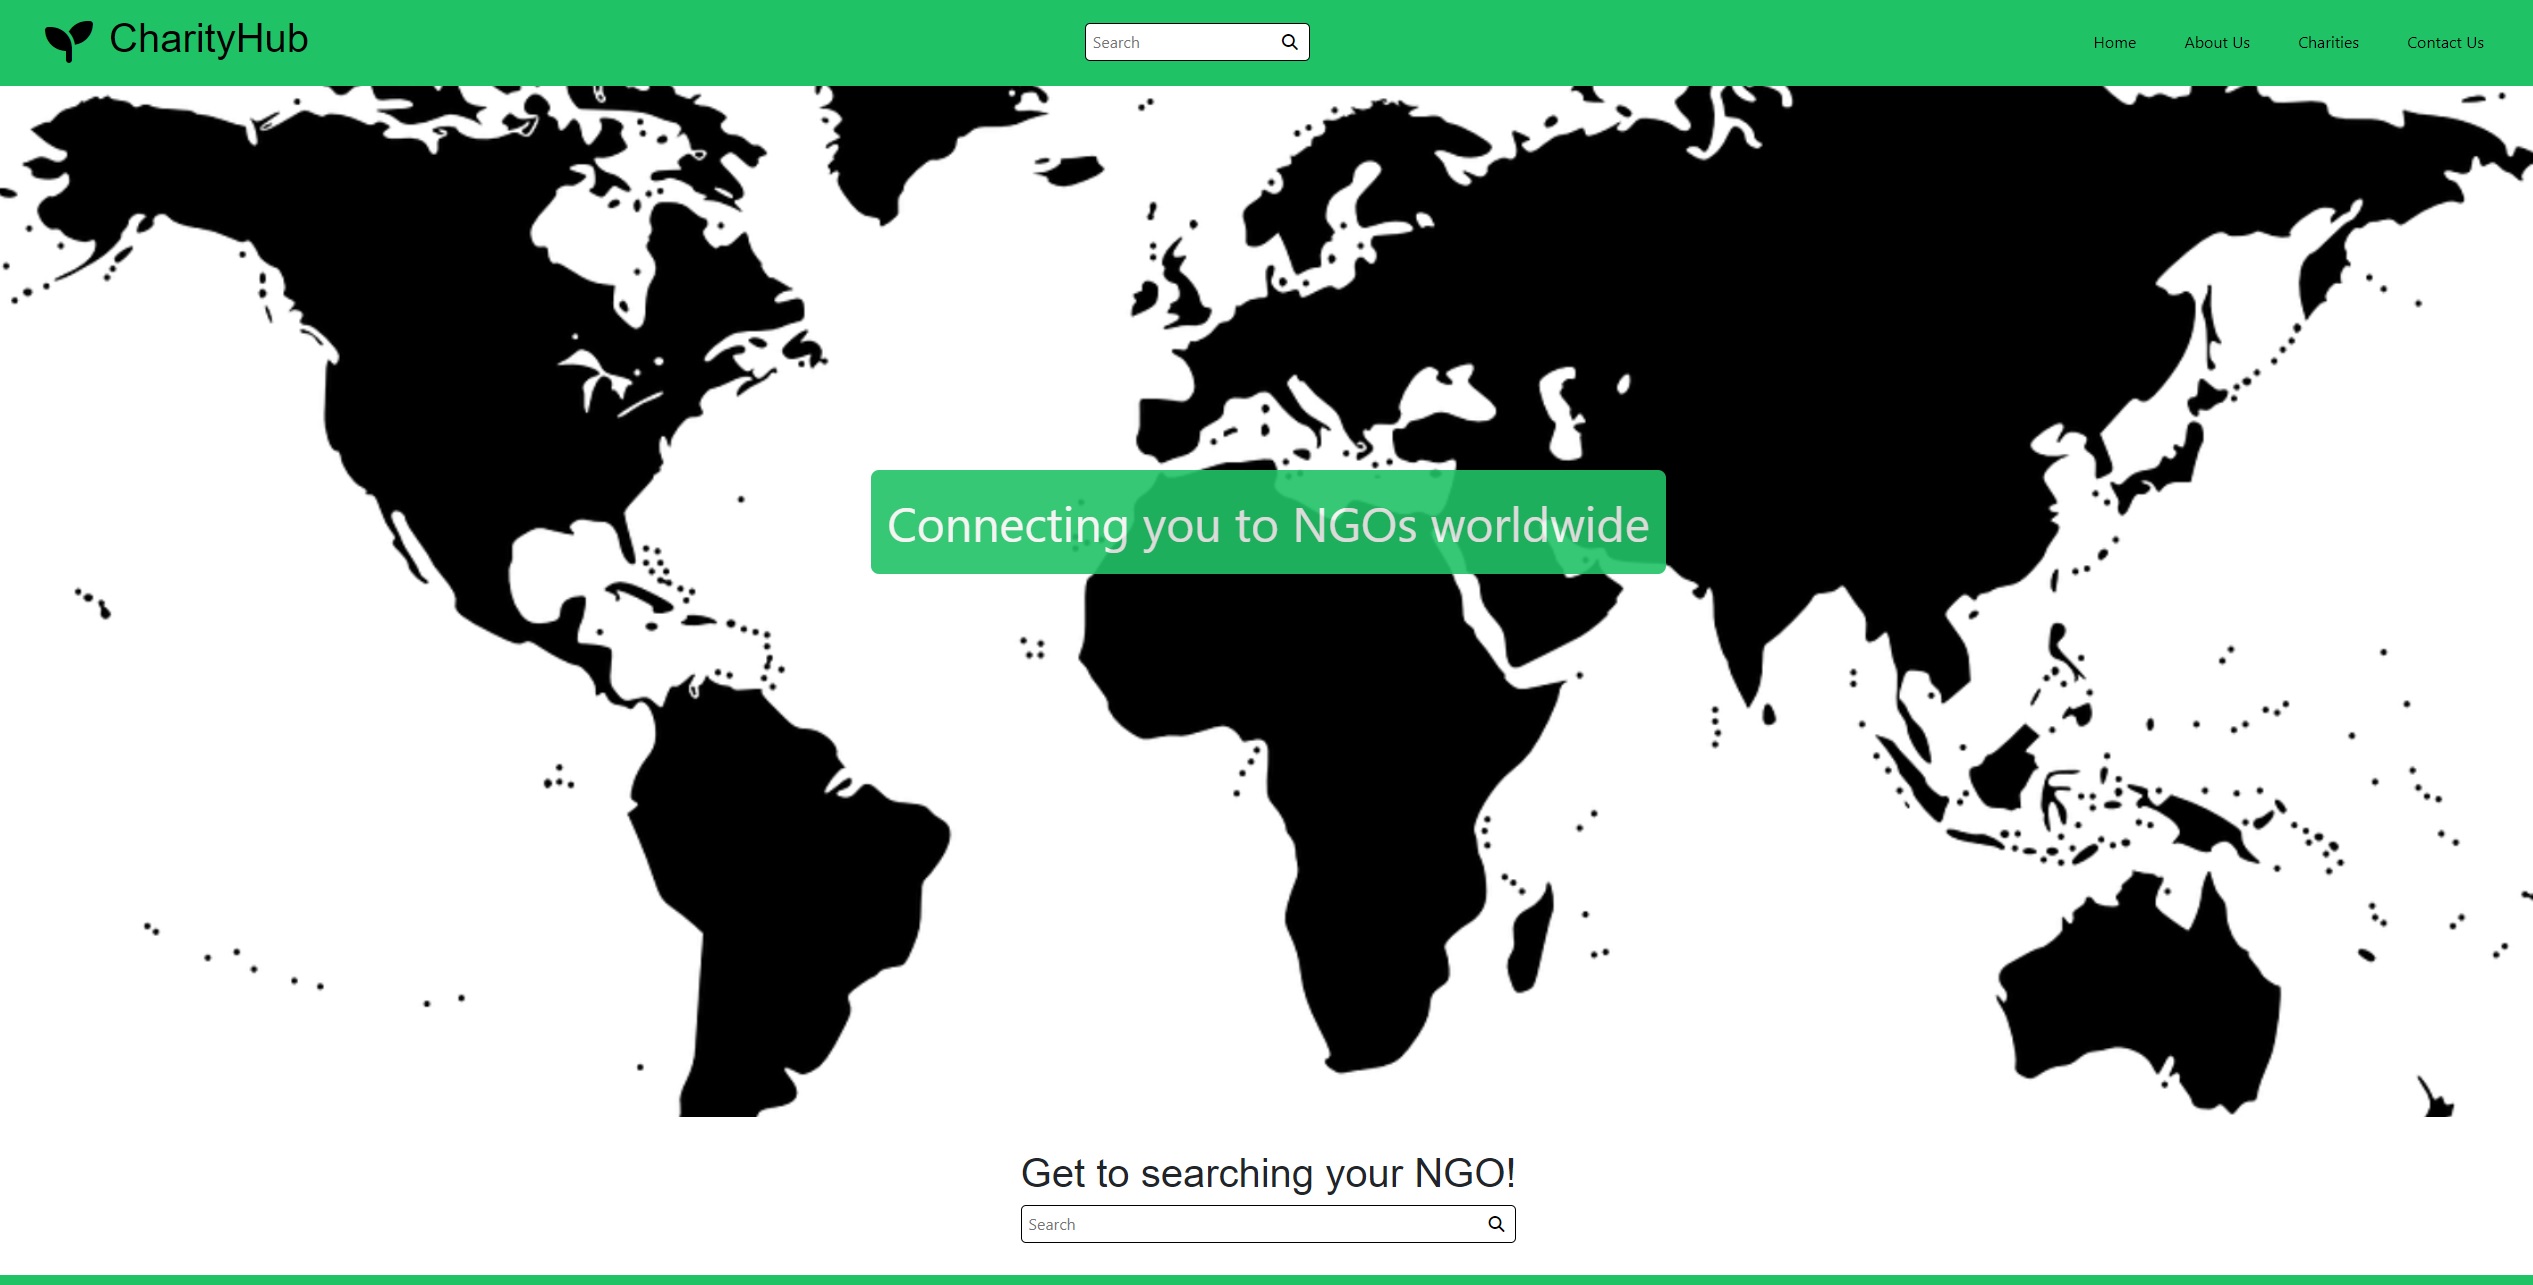 CharityHub
Search
Home
About Us
Charities
Contact Us
Connecting you to NGOs worldwide
Get to searching your NGO!
Search